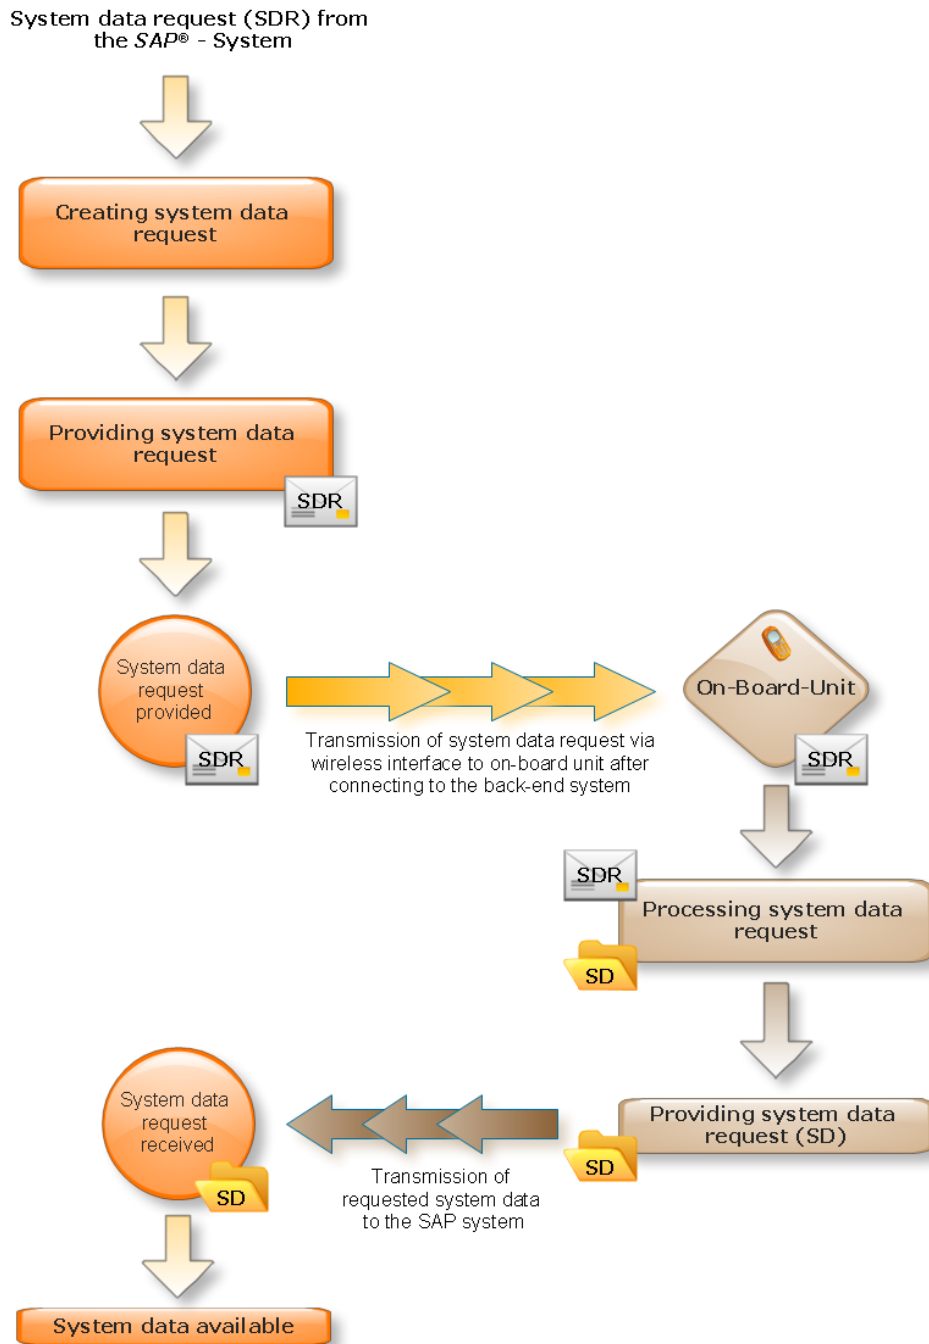 System data request (SDR) from
the SAP® - System
Creating system data
request
Providing system data
request
SDR
System data
request
provided
SDR
Transmission of system data request via
wireless interface to on-board unit after
connecting to the back-end system
On-Board-Unit
SDR
SDR
Processing system data
request
SD
System data
request
received
SD
Transmission of
requested system data
to the SAP system
Providing system data
request (SD)
SD
System data available